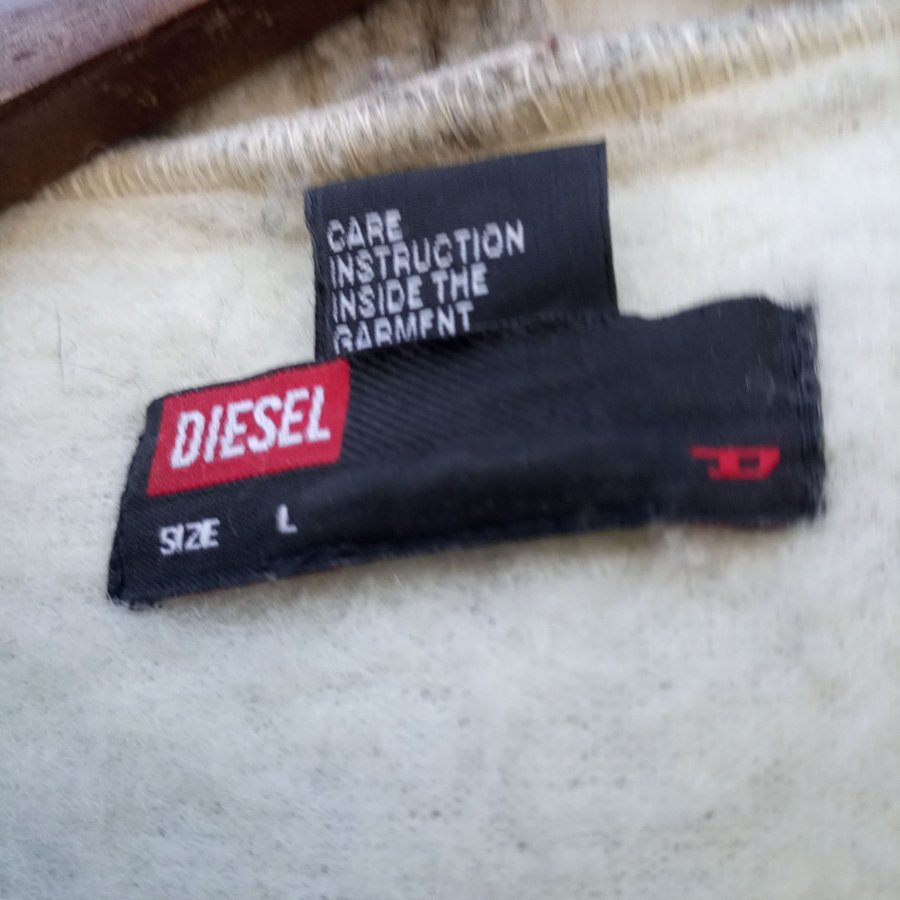 CARE
INSTRUCTION
INSIDE THE
GARMENT
DIESEL
SIZE L
D